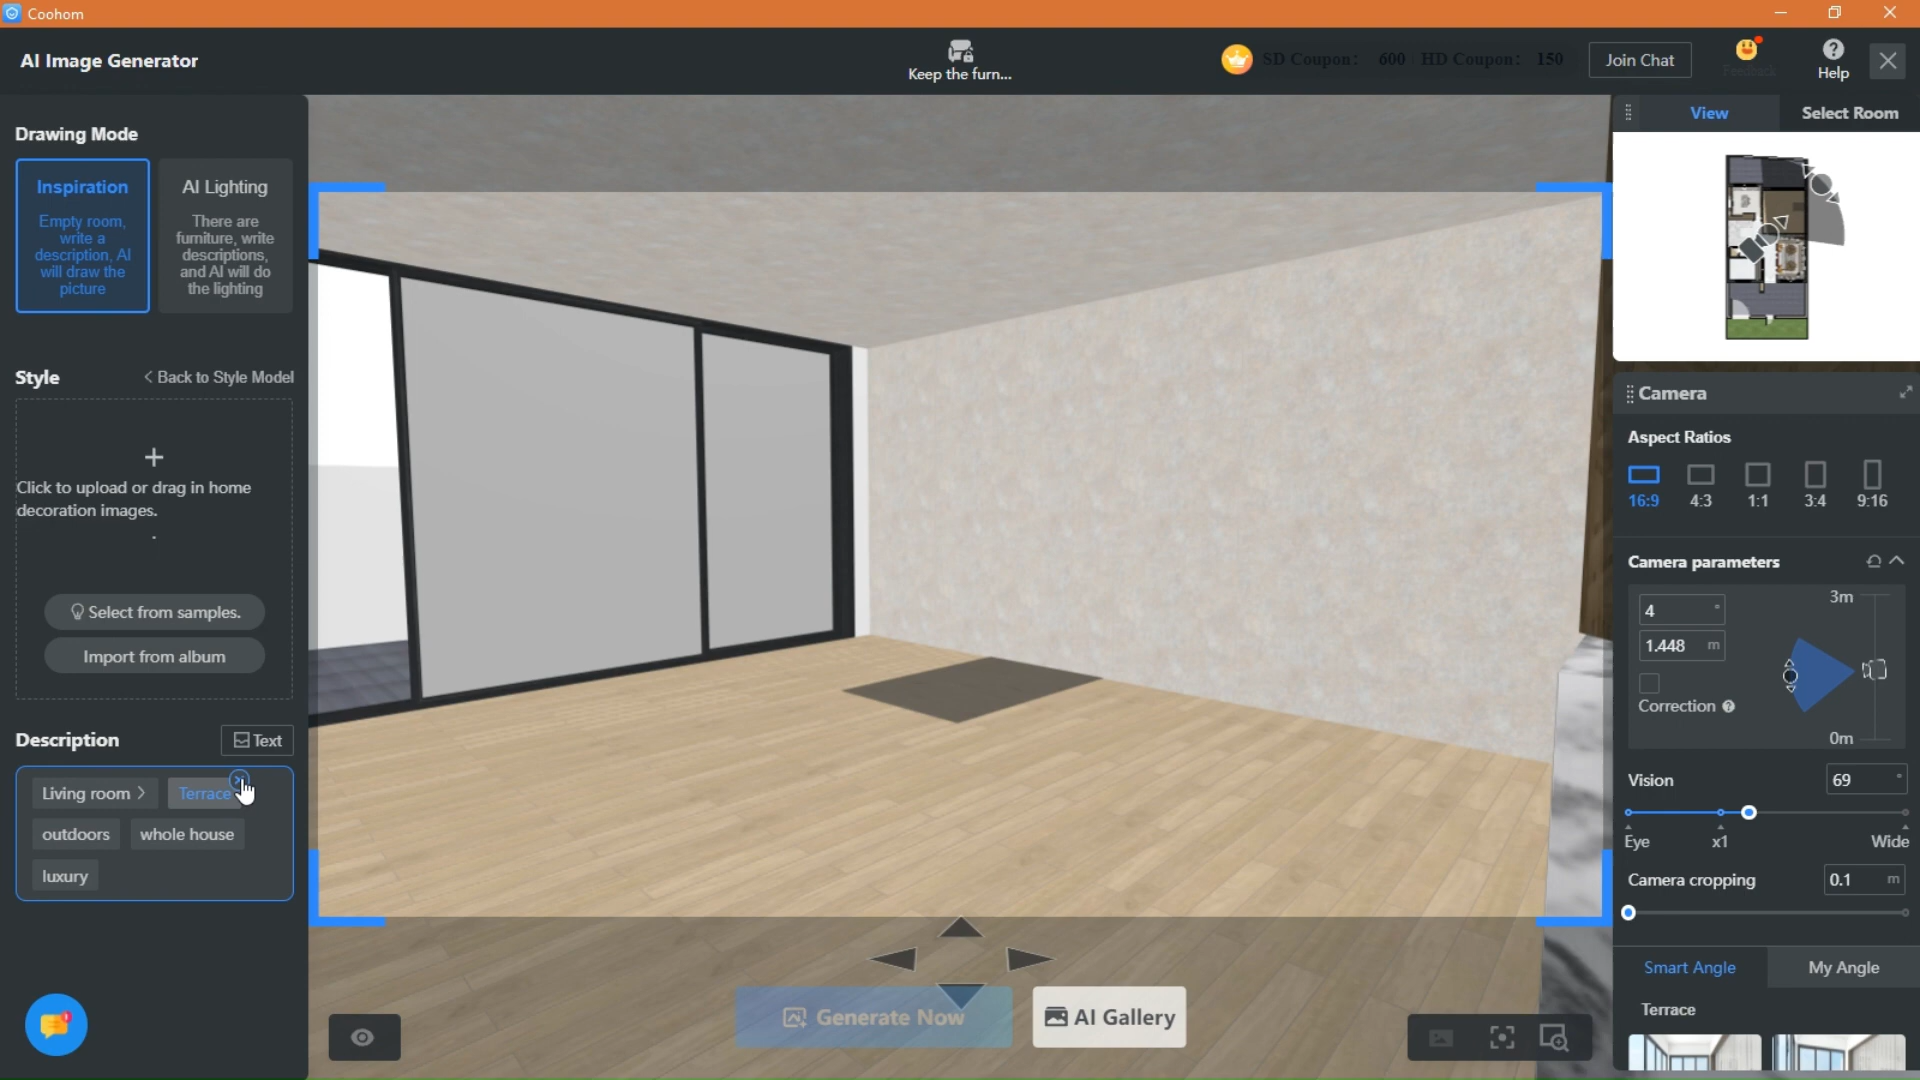 Coohom
AI Image Generator
Keep the furn...
SD Coupon: 600 HD Coupon: 150
Join Chat
Feedback
Help
Drawing Mode
Inspiration
Empty room,
write a
description, AI
will draw the
picture
AI Lighting
There are
furniture, write
descriptions,
and AI will do
the lighting
Style
< Back to Style Model
Click to upload or drag in home
decoration images.
.
Select from samples.
Import from album
Description
Text
Living room >
Terrace
outdoors
whole house
luxury
Generate Now
AI Gallery
View
Select Room
Camera
Aspect Ratios
16:9
4:3
1:1
3:4
9:16
Camera parameters
4 °
1.448 m
Correction
3m
0m
Vision
69 °
Eye
x1
Wide
Camera cropping
0.1 m
Smart Angle
My Angle
Terrace